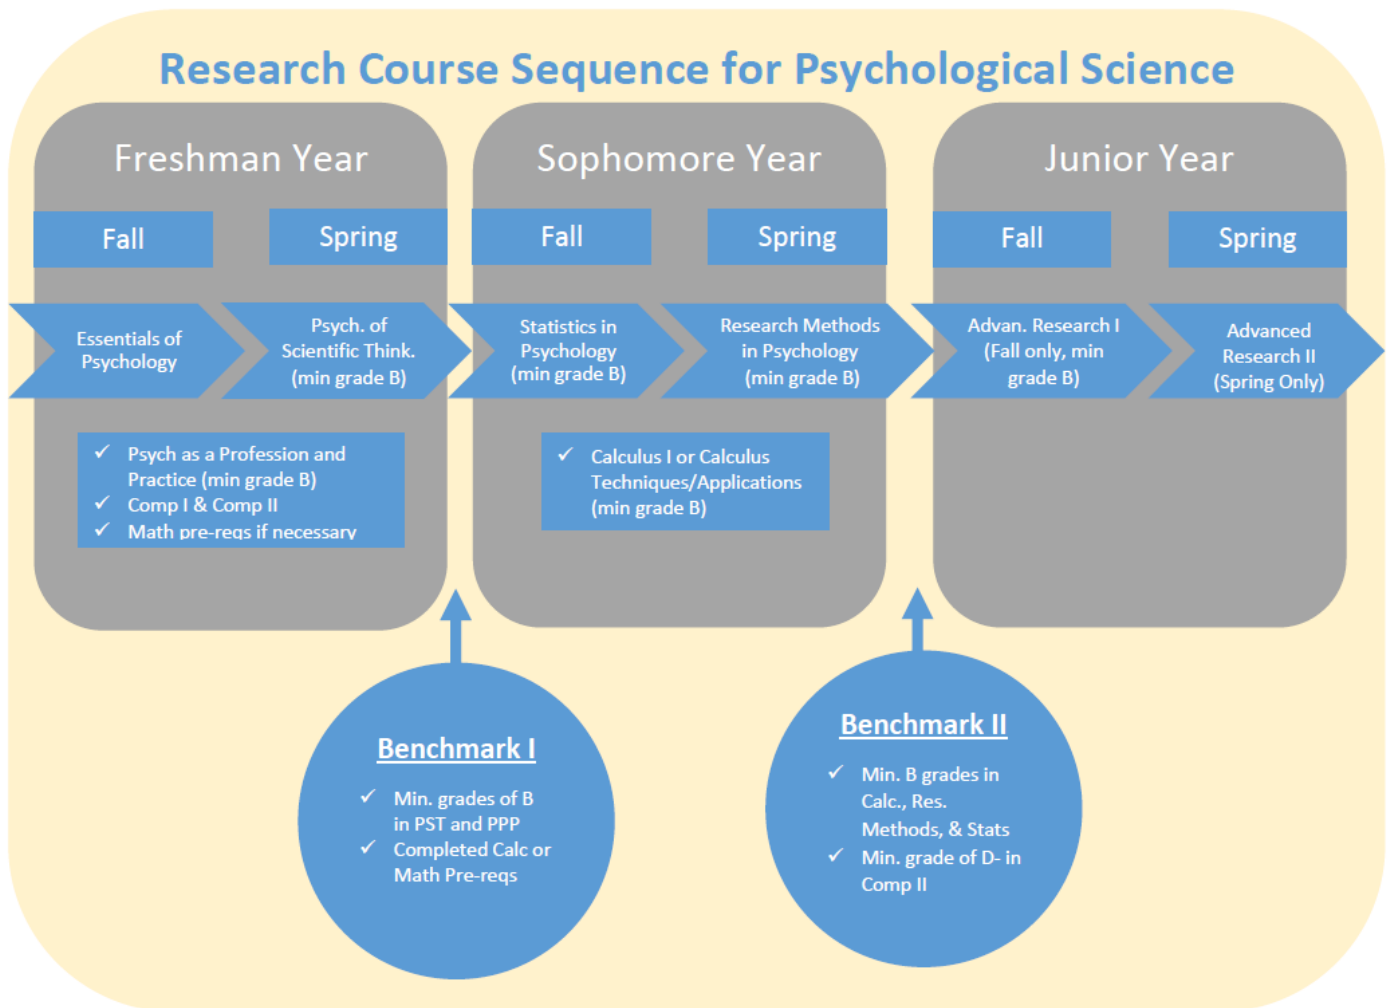 Research Course Sequence for Psychological Science
Freshman Year
Fall
Spring
Essentials of
Psychology
Psych. of
Scientific Think.
(min grade B)
✓ Psych as a Profession and
Practice (min grade B)
✓ Comp I & Comp II
✓ Math pre-reqs if necessary
Sophomore Year
Fall
Spring
Statistics in
Psychology
(min grade B)
Research Methods
in Psychology
(min grade B)
✓ Calculus I or Calculus
Techniques/Applications
(min grade B)
Junior Year
Fall
Spring
Advan. Research I
(Fall only, min
grade B)
Advanced
Research II
(Spring Only)
Benchmark I
✓ Min. grades of B
in PST and PPP
✓ Completed Calc or
Math Pre-reqs
Benchmark II
✓ Min. B grades in
Calc., Res.
Methods, & Stats
✓ Min. grade of D- in
Comp II